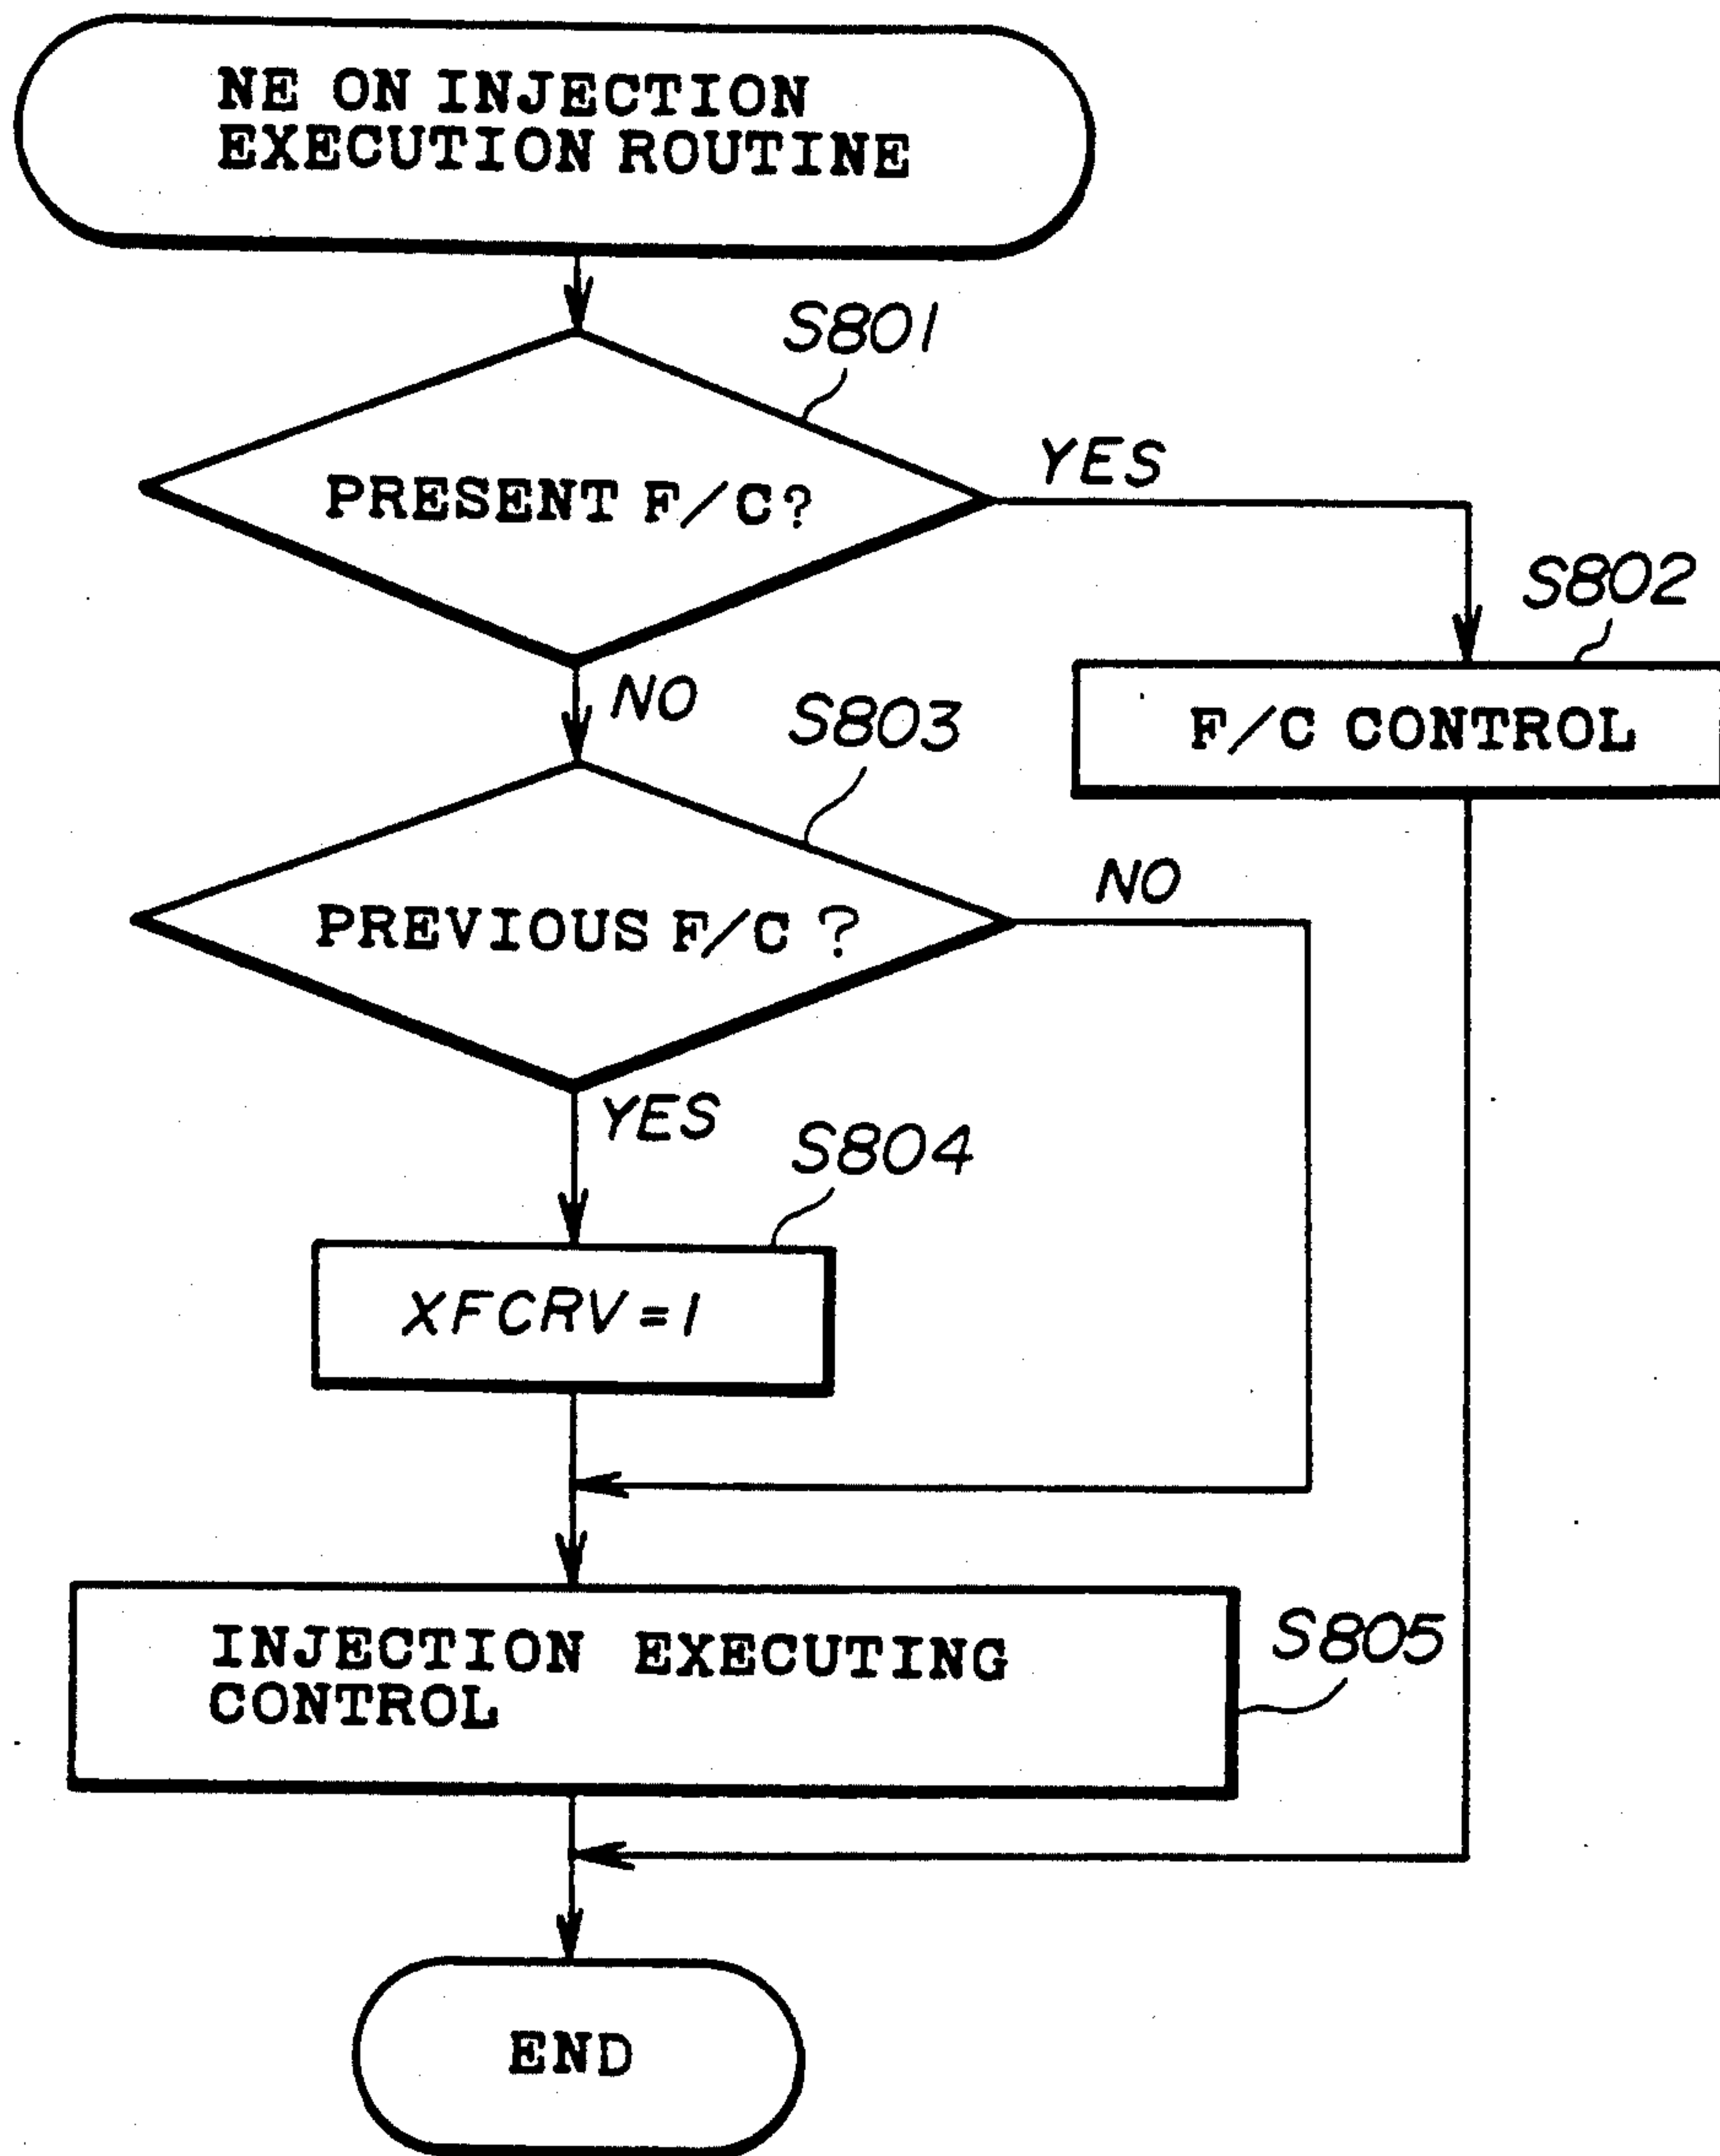 NE ON INJECTION
EXECUTION ROUTINE
S801
PRESENT F/C?
YES
S802
F/C CONTROL
NO
S803
PREVIOUS F/C ?
NO
YES
S804
XFCRV=1
INJECTION EXECUTING
CONTROL
S805
END